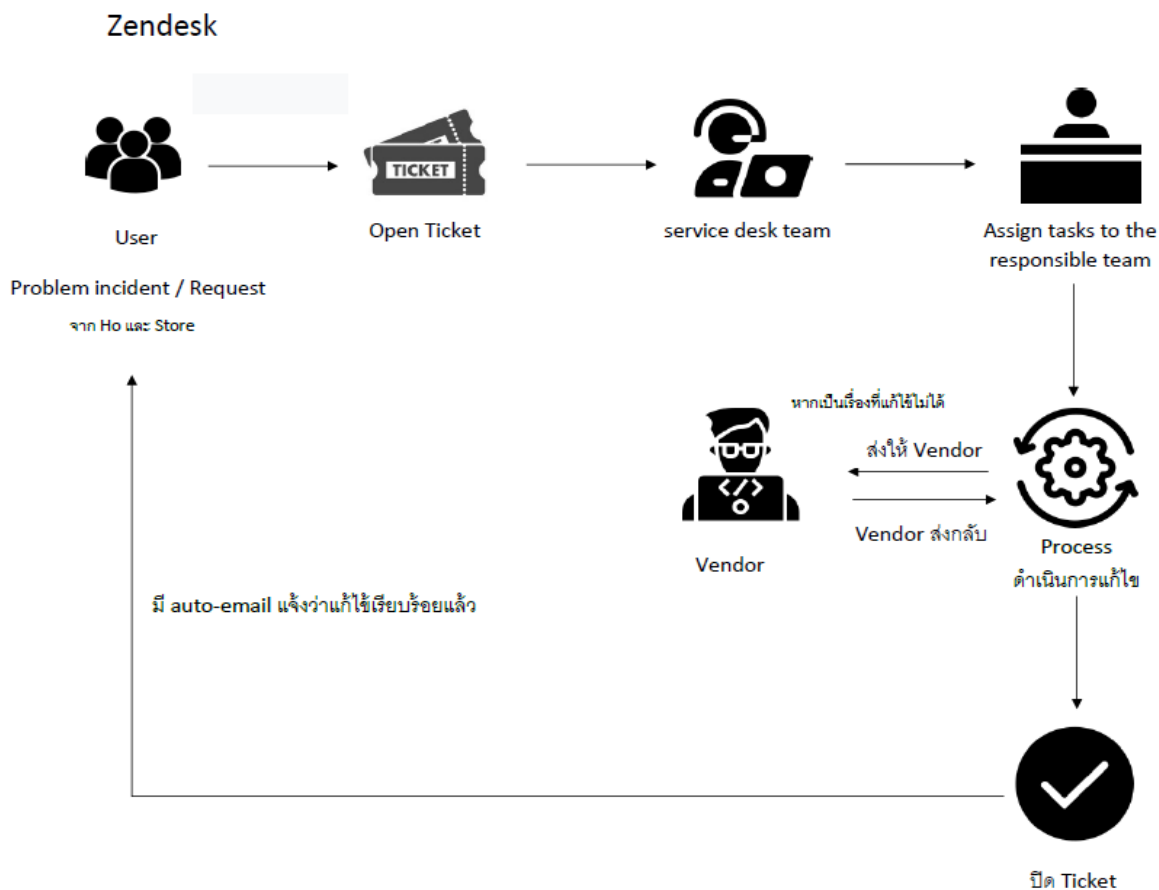 Zendesk
TICKET
User
Open Ticket
service desk team
Assign tasks to the
responsible team
Problem incident / Request
จาก Ho และ Store
หากเป็นเรื่องที่แก้ไข้ไม่ได้
ส่งให้ Vendor
Vendor ส่งกลับ
Vendor
Process
ดำเนินการแก้ไข
มี auto-email แจ้งว่าแก้ไข้เรียบร้อยแล้ว
ปิด Ticket